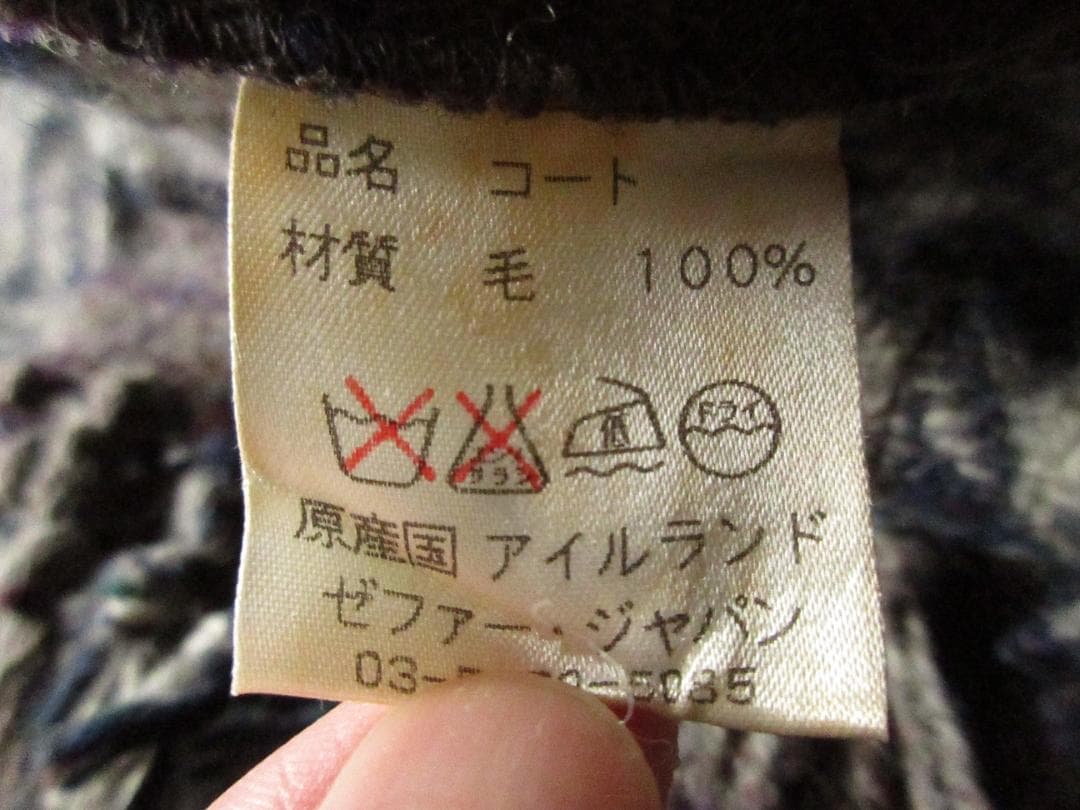 品名 コート
材質 毛 100%
ドライ
原産国 アイルランド
ゼファー・ジャパン